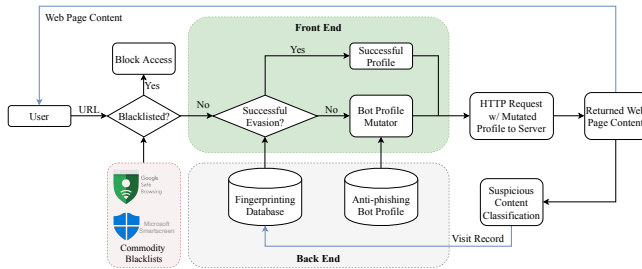 Web Page Content
Front End
Block Access
Yes
Successful
Profile
Yes
User
URL
Blacklisted?
No
Successful
Evasion?
No
Bot Profile
Mutator
HTTP Request
w/ Mutated
Profile to Server
Returned Web
Page Content
Google
Safe
Browsing
Microsoft
Smartscreen
Commodity
Blacklists
Fingerprinting
Database
Anti-phishing
Bot Profile
Suspicious
Content
Classification
Visit Record
Back End